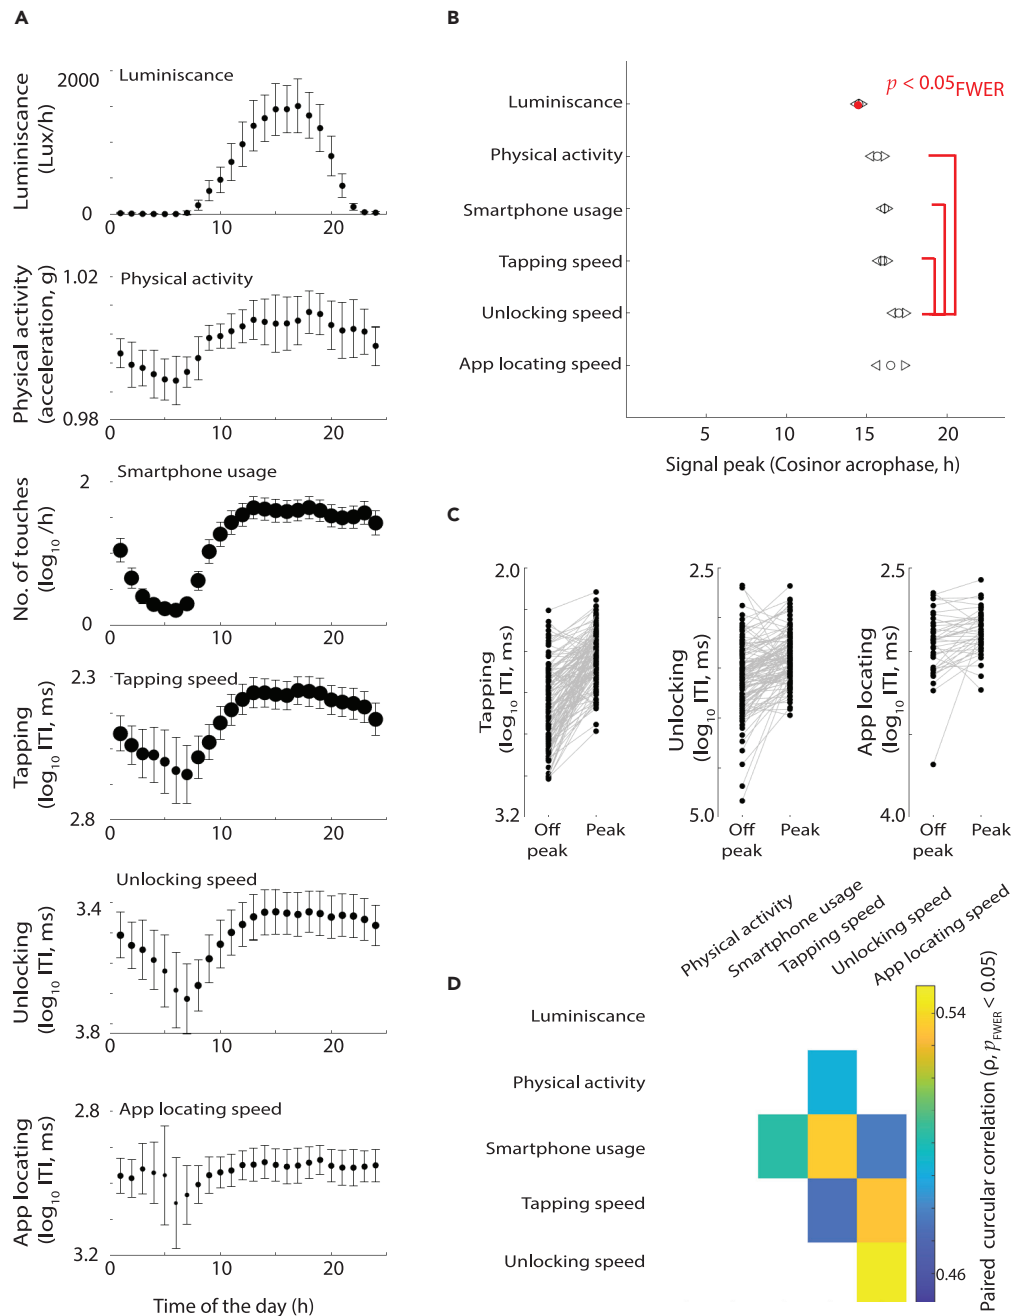 A
Luminiscance
(Lux/h)
2000
0
Luminiscance
0 10 20
Physical activity
(acceleration, g)
1.02
0.98
Physical activity
0 10 20
No. of touches
(log10 /h)
2
0
Smartphone usage
0 10 20
Tapping
(log10 ITI, ms)
2.3
2.8
Tapping speed
0 10 20
Unlocking
(log10 ITI, ms)
3.4
3.8
Unlocking speed
0 10 20
App locating
(log10 ITI, ms)
2.8
3.2
App locating speed
0 10 20
Time of the day (h)
B
p < 0.05FWER
Luminiscance
Physical activity
Smartphone usage
Tapping speed
Unlocking speed
App locating speed
5 10 15 20
Signal peak (Cosinor acrophase, h)
C
Tapping
(log10 ITI, ms)
2.0
3.2
Off
peak
Peak
Unlocking
(log10 ITI, ms)
2.5
5.0
Off
peak
Peak
App locating
(log10 ITI, ms)
2.5
4.0
Off
peak
Peak
D
Physical activity
Smartphone usage
Tapping speed
Unlocking speed
App locating speed
Luminiscance
Physical activity
Smartphone usage
Tapping speed
Unlocking speed
0.54
0.46
Paired curcular correlation (ρ, pFWER < 0.05)